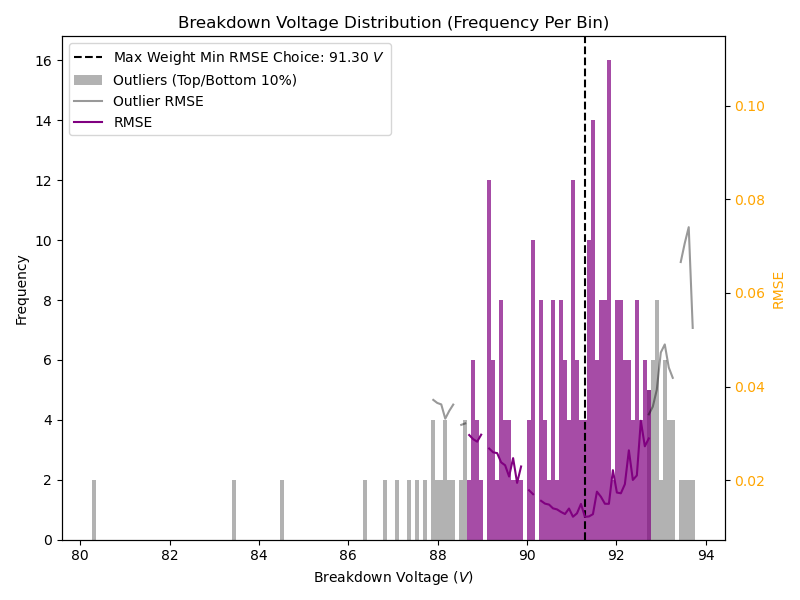 Breakdown Voltage Distribution (Frequency Per Bin)
Max Weight Min RMSE Choice: 91.30 V
Outliers (Top/Bottom 10%)
Outlier RMSE
RMSE
16
14
12
10
8
6
4
2
0
Frequency
0.10
0.08
0.06
0.04
0.02
RMSE
80 82 84 86 88 90 92 94
Breakdown Voltage (V)